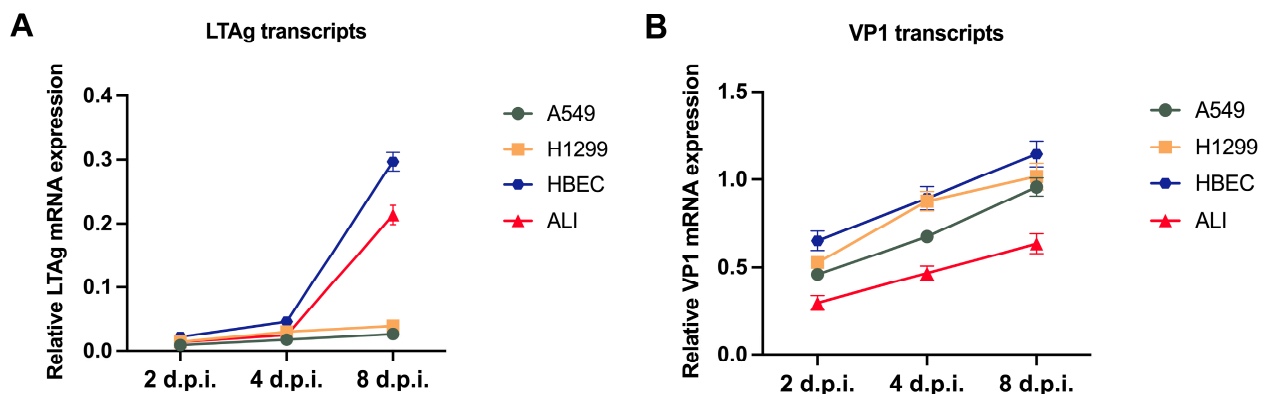 A
LTAg transcripts
Relative LTAg mRNA expression
0.4
0.3
0.2
0.1
0.0
2 d.p.i.
4 d.p.i.
8 d.p.i.
A549
H1299
HBEC
ALI
B
VP1 transcripts
Relative VP1 mRNA expression
1.5
1.0
0.5
0.0
2 d.p.i.
4 d.p.i.
8 d.p.i.
A549
H1299
HBEC
ALI